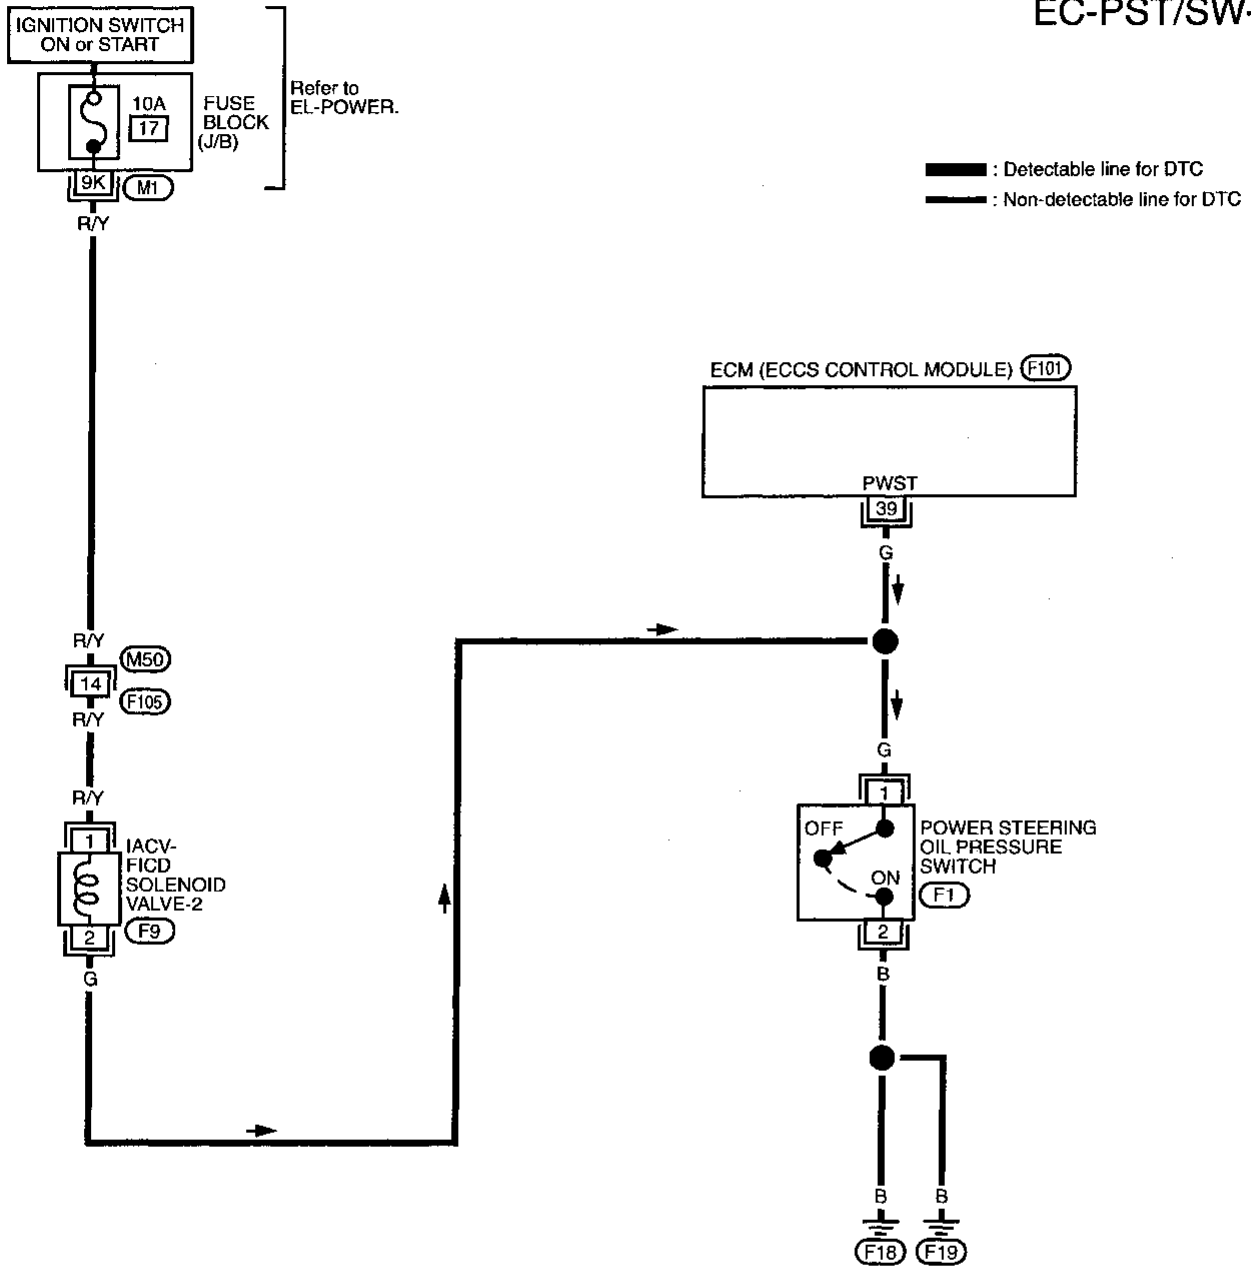 EC-PST/SW-
IGNITION SWITCH
ON or START
10A
17
FUSE
BLOCK
(J/B)
Refer to
EL-POWER.
9K
M1
R/Y
: Detectable line for DTC
: Non-detectable line for DTC
ECM (ECCS CONTROL MODULE)
F101
PWST
39
G
R/Y
M50
14
F105
R/Y
R/Y
G
1
1
IACV-
FICD
SOLENOID
VALVE-2
F9
2
G
OFF
ON
POWER STEERING
OIL PRESSURE
SWITCH
F1
2
B
B
B
F18
F19